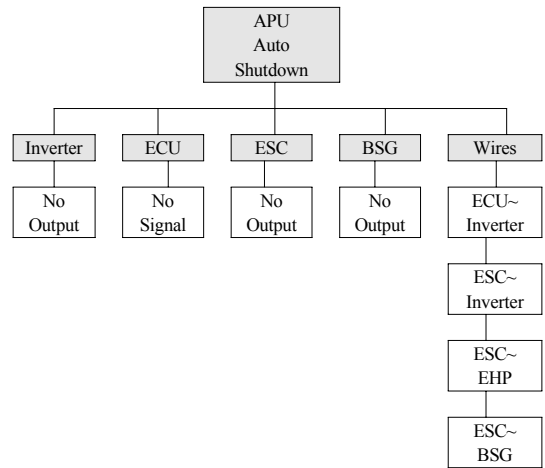 APU
Auto
Shutdown
Inverter
ECU
ESC
BSG
Wires
No
Output
No
Signal
No
Output
No
Output
ECU~
Inverter
ESC~
Inverter
ESC~
EHP
ESC~
BSG